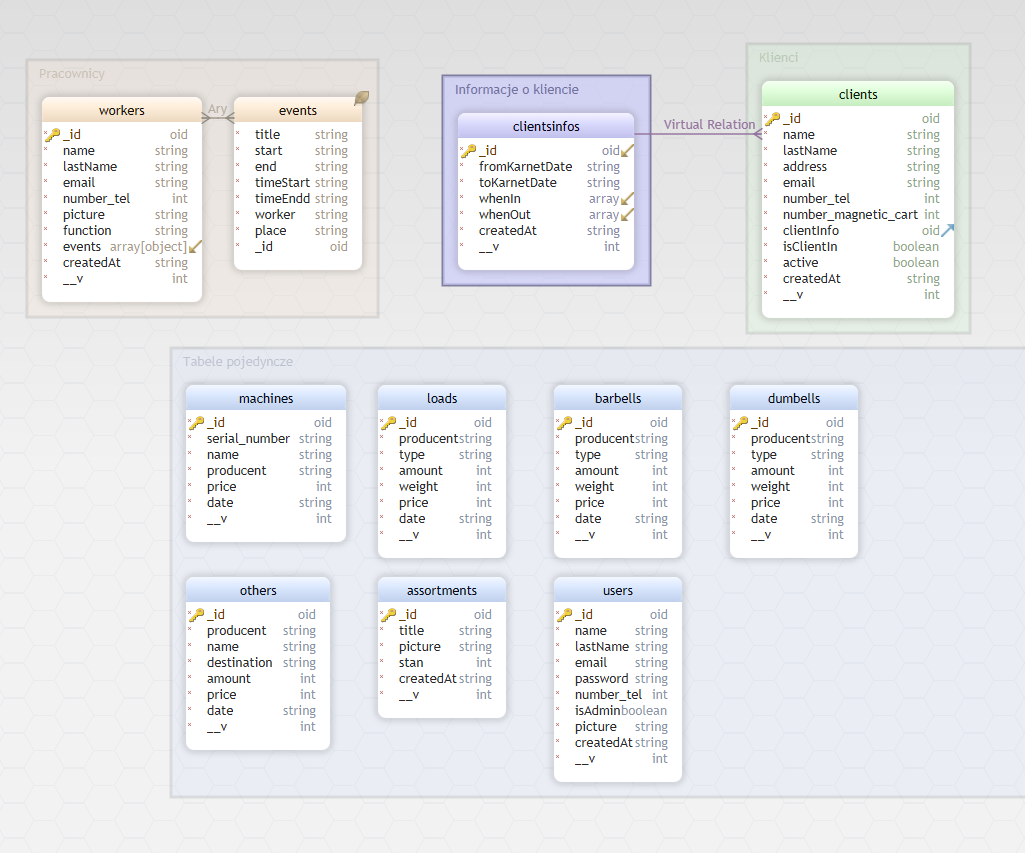 Pracownicy
workers
_id oid
name string
lastName string
email string
number_tel int
picture string
function string
events array[object]
createdAt string
__v int
Ary
events
title string
start string
end string
timeStart string
timeEndd string
worker string
place string
_id oid
Informacje o kliencie
clientsinfos
_id oid
fromKarnetDate string
toKarnetDate string
whenIn array
whenOut array
createdAt string
__v int
Virtual Relation
Klienci
clients
_id oid
name string
lastName string
address string
email string
number_tel int
number_magnetic_cart int
clientInfo oid
isClientIn boolean
active boolean
createdAt string
__v int
Tabele pojedyncze
machines
_id oid
serial_number string
name string
producent string
price int
date string
__v int
loads
_id oid
producent string
type string
amount int
weight int
price int
date string
__v int
barbells
_id oid
producent string
type string
amount int
weight int
price int
date string
__v int
dumbells
_id oid
producent string
type string
amount int
weight int
price int
date string
__v int
others
_id oid
producent string
name string
destination string
amount int
price int
date string
__v int
assortments
_id oid
title string
picture string
stan int
createdAt string
__v int
users
_id oid
name string
lastName string
email string
password string
number_tel int
isAdmin boolean
picture string
createdAt string
__v int